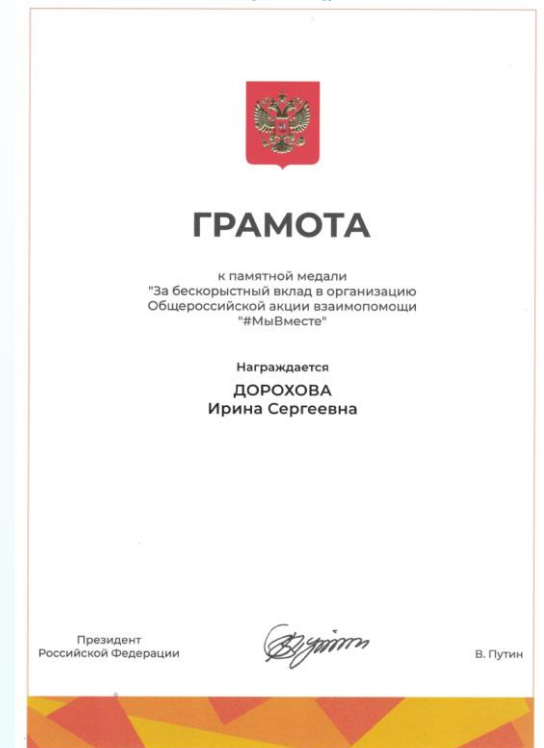 ГРАМОТА
к памятной медали
"За бескорыстный вклад в организацию
Общероссийской акции взаимопомощи
"#МыВместе"
Награждается
ДОРОХОВА
Ирина Сергеевна
Президент
Российской Федерации
В. Путин